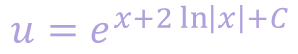 u = e^{x+2 ln|x|+C}